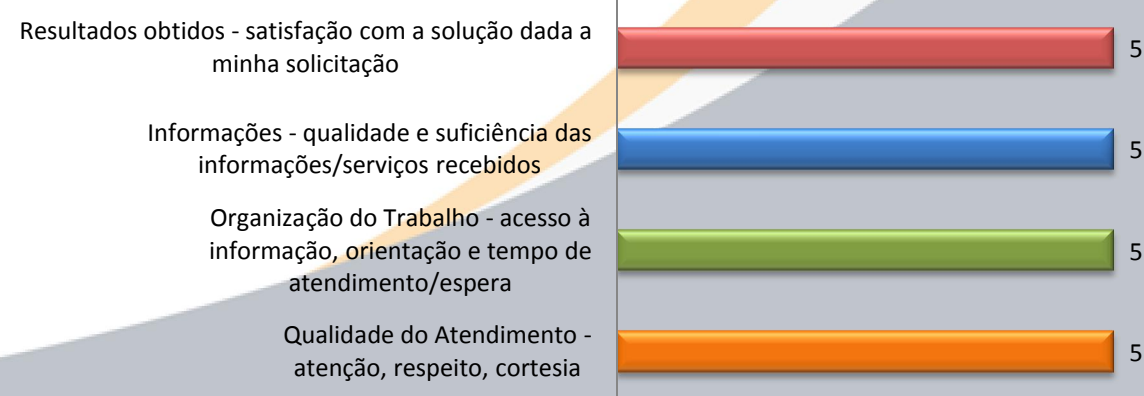 Resultados obtidos - satisfação com a solução dada a
minha solicitação
5
Informações - qualidade e suficiência das
informações/serviços recebidos
5
Organização do Trabalho - acesso à
informação, orientação e tempo de
atendimento/espera
5
Qualidade do Atendimento -
atenção, respeito, cortesia
5